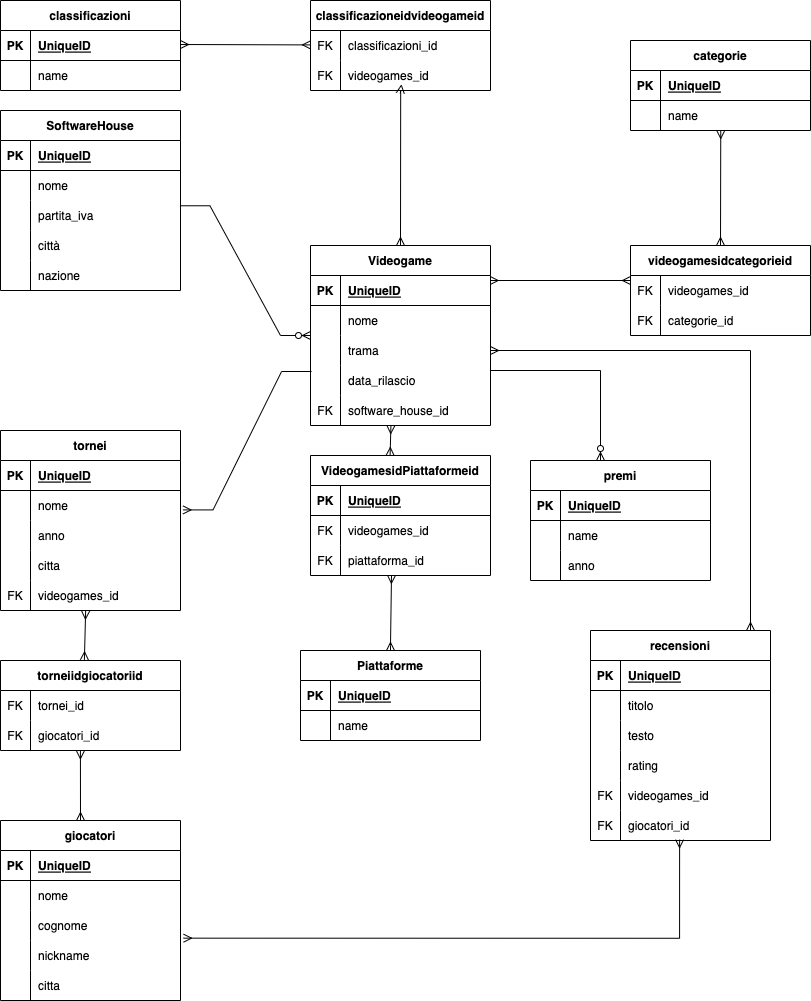 classificazioni
PK UniqueID
name
classificazioneidvideogameid
FK classificazioni_id
FK videogames_id
categorie
PK UniqueID
name
SoftwareHouse
PK UniqueID
nome
partita_iva
città
nazione
Videogame
PK UniqueID
nome
trama
data_rilascio
FK software_house_id
videogamesidcategorieid
FK videogames_id
FK categorie_id
tornei
PK UniqueID
nome
anno
citta
FK videogames_id
VideogamesidPiattaformeid
PK UniqueID
FK videogames_id
FK piattaforma_id
premi
PK UniqueID
name
anno
torneiidgiocatoriid
FK tornei_id
FK giocatori_id
Piattaforme
PK UniqueID
name
recensioni
PK UniqueID
titolo
testo
rating
FK videogames_id
FK giocatori_id
giocatori
PK UniqueID
nome
cognome
nickname
citta